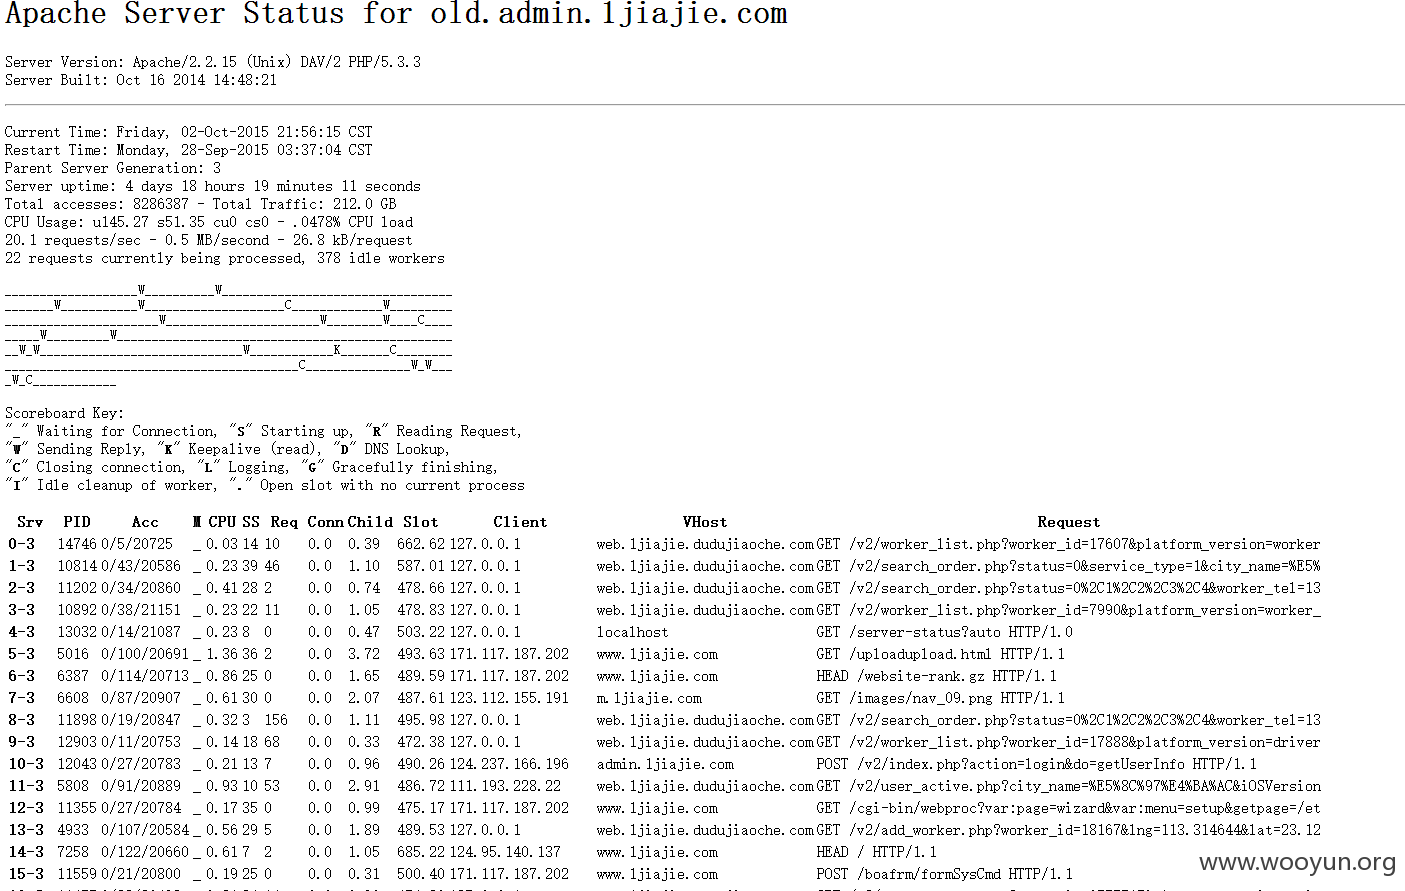 Apache Server Status for old.admin.1jiajie.com
Server Version: Apache/2.2.15 (Unix) DAV/2 PHP/5.3.3
Server Built: Oct 16 2014 14:48:21
Current Time: Friday, 02-Oct-2015 21:56:15 CST
Restart Time: Monday, 28-Sep-2015 03:37:04 CST
Parent Server Generation: 3
Server uptime: 4 days 18 hours 19 minutes 11 seconds
Total accesses: 8286387 - Total Traffic: 212.0 GB
CPU Usage: u145.27 s51.35 cu0 cs0 - .0478% CPU load
20.1 requests/sec - 0.5 MB/second - 26.8 kB/request
22 requests currently being processed, 378 idle workers
___________________W__________W_________________________________
_______W___________W____________________C_____________W_________
______________________W______________________W________W____C____
_____W_________W________________________________________________
__W_W_____________________________W____________K_______C________
__________________________________________C_______________W_W___
_W_C____________
Scoreboard Key:
"_" Waiting for Connection, "S" Starting up, "R" Reading Request,
"W" Sending Reply, "K" Keepalive (read), "D" DNS Lookup,
"C" Closing connection, "L" Logging, "G" Gracefully finishing,
"I" Idle cleanup of worker, "." Open slot with no current process
Srv PID Acc M CPU SS Req Conn Child Slot Client VHost Request
0-3 14746 0/5/20725 _ 0.03 14 10 0.0 0.39 662.62 127.0.0.1 web.1jiajie.dudujiaoche.com GET /v2/worker_list.php?worker_id=17607&platform_version=worker
1-3 10814 0/43/20586 _ 0.23 39 46 0.0 1.10 587.01 127.0.0.1 web.1jiajie.dudujiaoche.com GET /v2/search_order.php?status=0&service_type=1&city_name=%E5%
2-3 11202 0/34/20860 _ 0.41 28 2 0.0 0.74 478.66 127.0.0.1 web.1jiajie.dudujiaoche.com GET /v2/search_order.php?status=0%2C1%2C2%2C3%2C4&worker_tel=13
3-3 10892 0/38/21151 _ 0.23 22 11 0.0 1.05 478.83 127.0.0.1 web.1jiajie.dudujiaoche.com GET /v2/worker_list.php?worker_id=7990&platform_version=worker_
4-3 13032 0/14/21087 _ 0.23 8 0 0.0 0.47 503.22 127.0.0.1 localhost GET /server-status?auto HTTP/1.0
5-3 5016 0/100/20691 _ 1.36 36 2 0.0 3.72 493.63 171.117.187.202 www.1jiajie.com GET /uploadupload.html HTTP/1.1
6-3 6387 0/114/20713 _ 0.86 25 0 0.0 1.65 489.59 171.117.187.202 www.1jiajie.com HEAD /website-rank.gz HTTP/1.1
7-3 6608 0/87/20907 _ 0.61 30 0 0.0 2.07 487.61 123.112.155.191 m.1jiajie.com GET /images/nav_09.png HTTP/1.1
8-3 11898 0/19/20847 _ 0.32 3 156 0.0 1.11 495.98 127.0.0.1 web.1jiajie.dudujiaoche.com GET /v2/search_order.php?status=0%2C1%2C2%2C3%2C4&worker_tel=13
9-3 12903 0/11/20753 _ 0.14 18 68 0.0 0.33 472.38 127.0.0.1 web.1jiajie.dudujiaoche.com GET /v2/worker_list.php?worker_id=17888&platform_version=driver
10-3 12043 0/27/20783 _ 0.21 13 7 0.0 0.96 490.26 124.237.166.196 admin.1jiajie.com POST /v2/index.php?action=login&do=getUserInfo HTTP/1.1
11-3 5808 0/91/20889 _ 0.93 10 53 0.0 2.91 486.72 111.193.228.22 web.1jiajie.dudujiaoche.com GET /v2/user_active.php?city_name=%E5%8C%97%E4%BA%AC&iOSVersion
12-3 11355 0/27/20784 _ 0.17 35 0 0.0 0.99 475.17 171.117.187.202 www.1jiajie.com GET /cgi-bin/webproc?var:page=wizard&var:menu=setup&getpage=/et
13-3 4933 0/107/20584 _ 0.56 29 5 0.0 1.89 489.53 127.0.0.1 web.1jiajie.dudujiaoche.com GET /v2/add_worker.php?worker_id=18167&lng=113.314644&lat=23.12
14-3 7258 0/122/20660 _ 0.61 7 2 0.0 1.05 685.22 124.95.140.137 www.1jiajie.com HEAD / HTTP/1.1
15-3 11559 0/21/20800 _ 0.19 25 0 0.0 0.31 500.40 171.117.187.202 www.1jiajie.com POST /boafrm/formSysCmd HTTP/1.1
www.wooyun.org